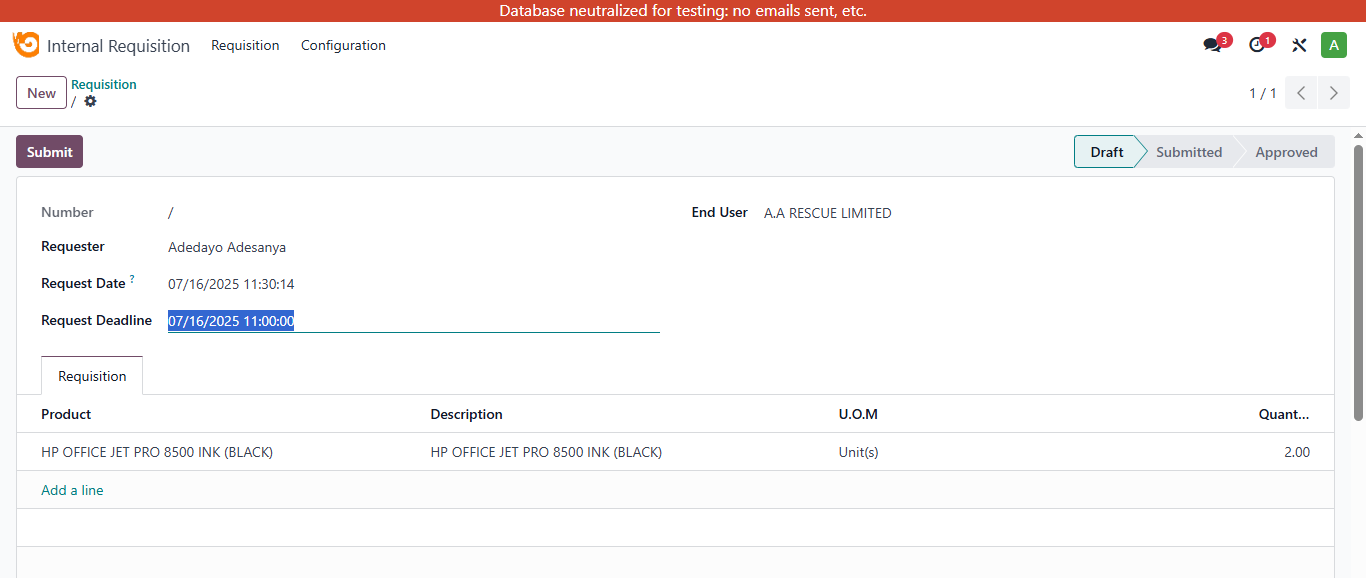 Database neutralized for testing: no emails sent, etc.
Internal Requisition Requisition Configuration 3 1 A
New Requisition
/ 1 / 1
Submit Draft Submitted Approved
Number / End User A.A RESCUE LIMITED
Requester Adedayo Adesanya
Request Date ? 07/16/2025 11:30:14
Request Deadline 07/16/2025 11:00:00
Requisition
Product Description U.O.M Quant...
HP OFFICE JET PRO 8500 INK (BLACK) HP OFFICE JET PRO 8500 INK (BLACK) Unit(s) 2.00
Add a line